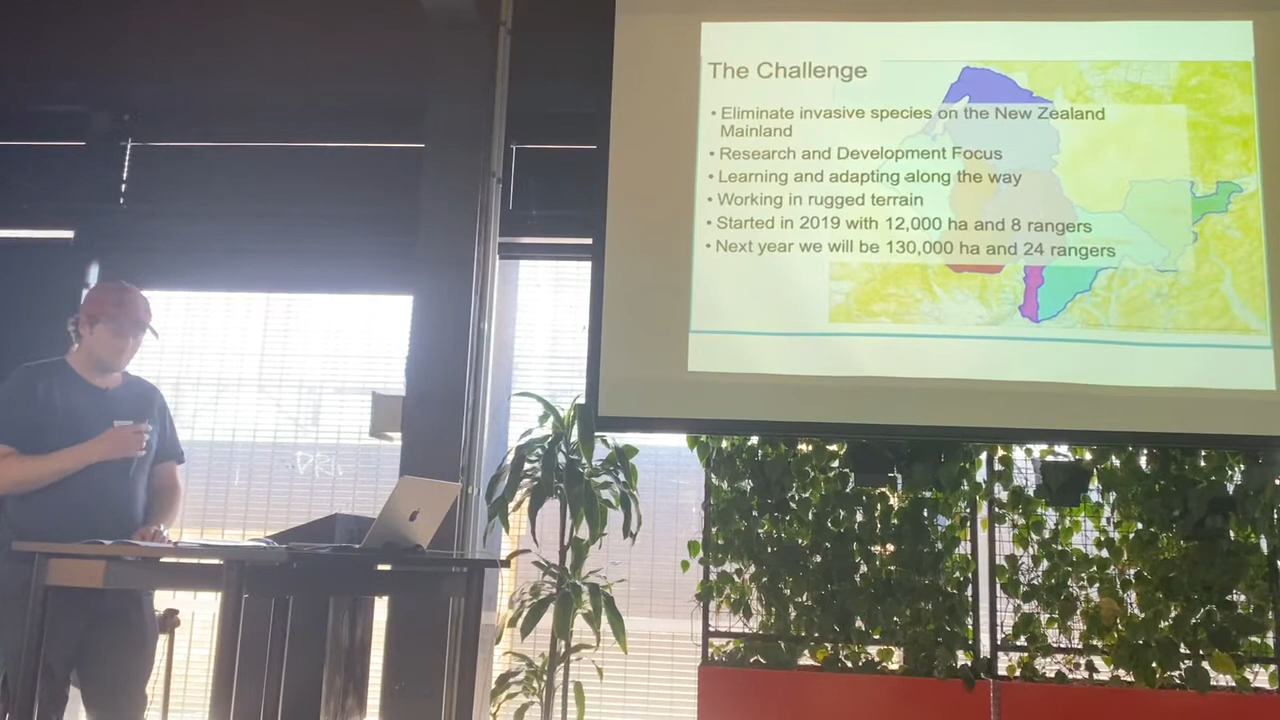 The Challenge
• Eliminate invasive species on the New Zealand
Mainland
• Research and Development Focus
• Learning and adapting along the way
• Working in rugged terrain
• Started in 2019 with 12,000 ha and 8 rangers
• Next year we will be 130,000 ha and 24 rangers